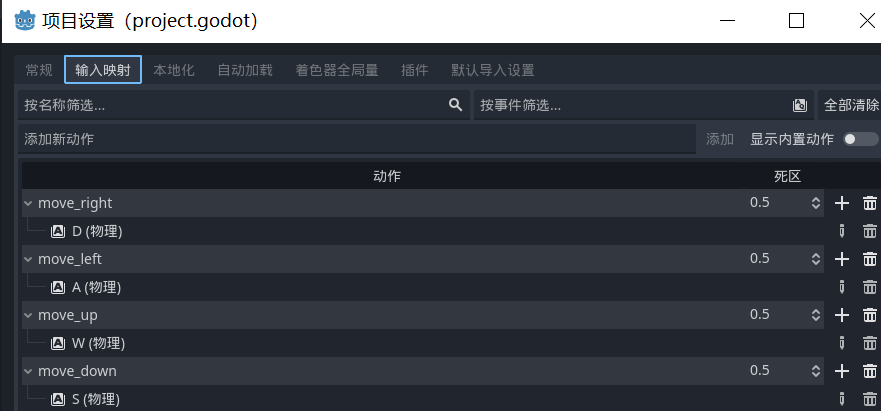 项目设置（project.godot）
常规 输入映射 本地化 自动加载 着色器全局量 插件 默认导入设置
按名称筛选... 按事件筛选... 全部清除
添加新动作 添加 显示内置动作
动作 死区
move_right 0.5
D (物理)
move_left 0.5
A (物理)
move_up 0.5
W (物理)
move_down 0.5
S (物理)